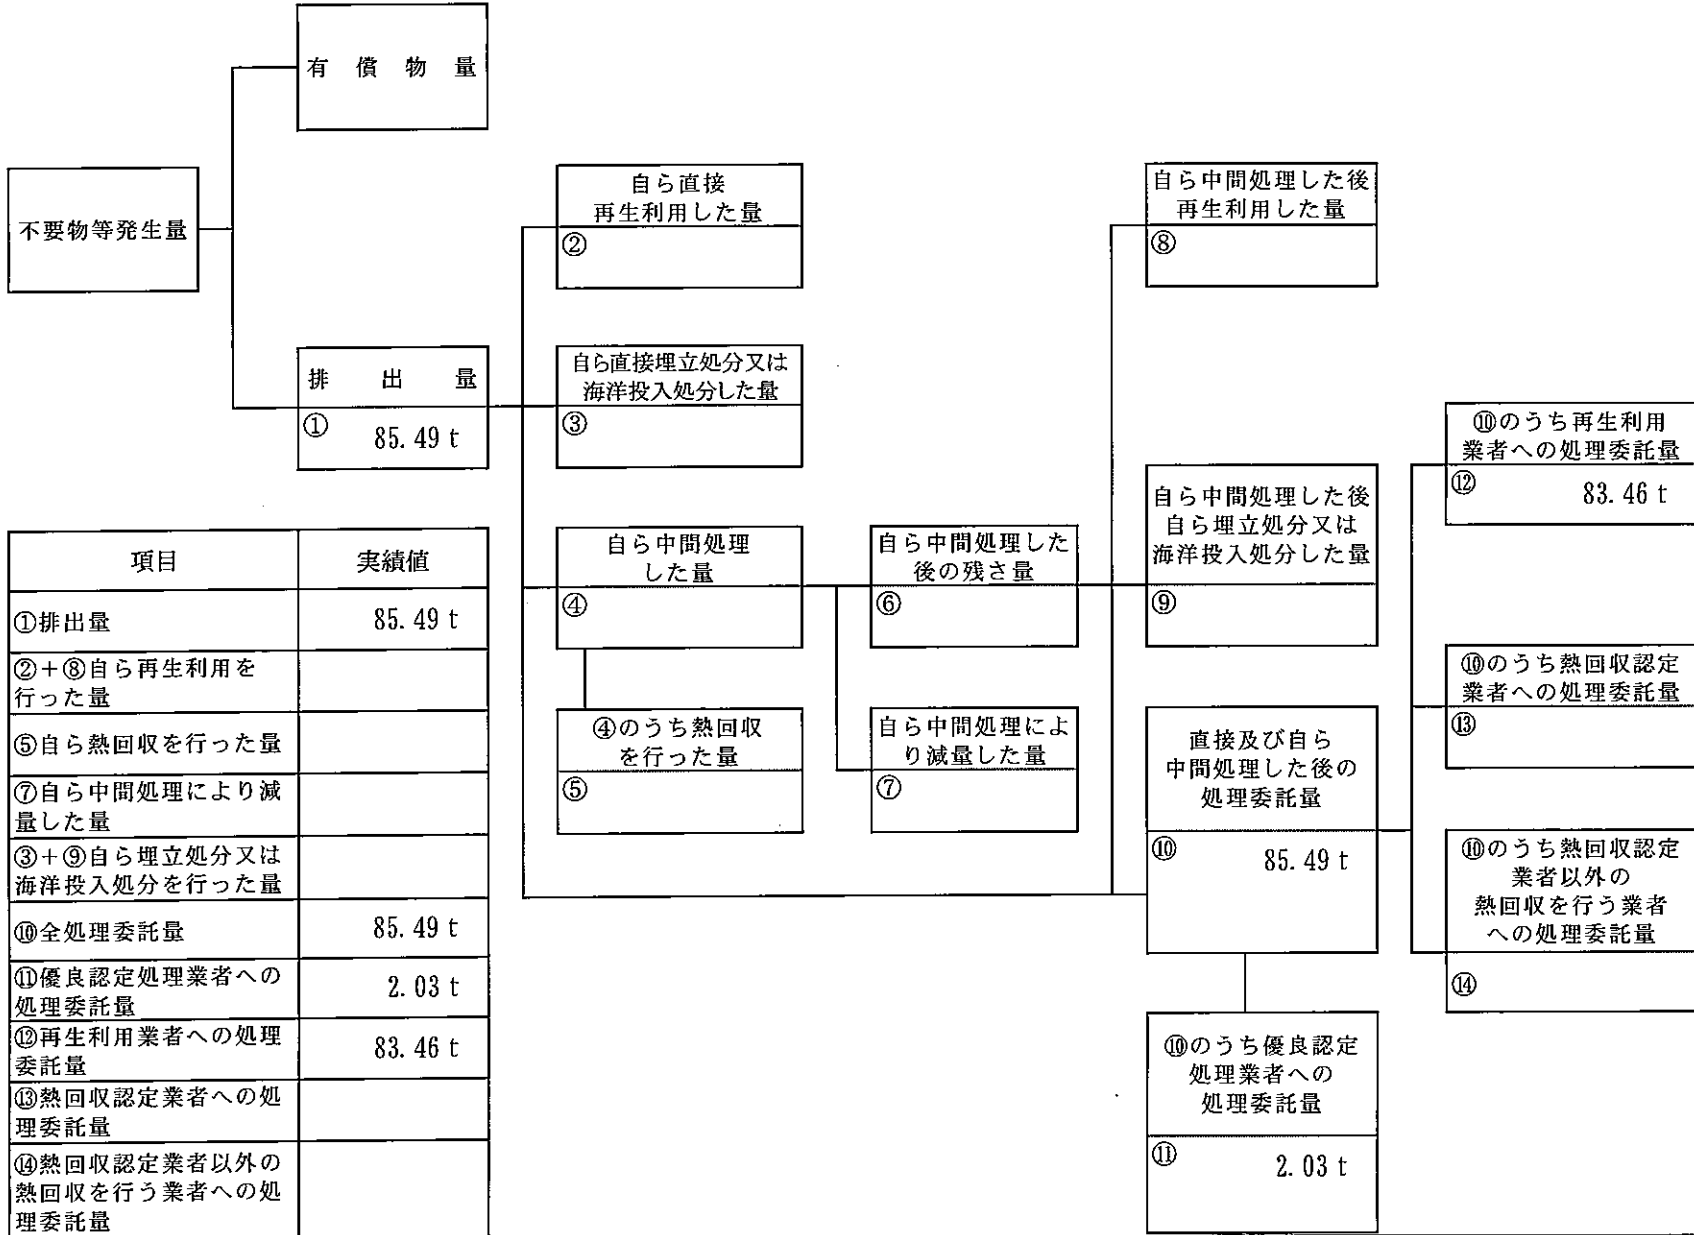 有償物量
不要物等発生量
排出量
① 85.49 t
自ら直接
再生利用した量
②
自ら直接埋立処分又は
海洋投入処分した量
③
自ら中間処理
した量
④
④のうち熱回収
を行った量
⑤
自ら中間処理した
後の残さ量
⑥
自ら中間処理によ
り減量した量
⑦
自ら中間処理した後
再生利用した量
⑧
自ら中間処理した後
自ら埋立処分又は
海洋投入処分した量
⑨
直接及び自ら
中間処理した後の
処理委託量
⑩ 85.49 t
⑩のうち優良認定
処理業者への
処理委託量
⑪ 2.03 t
⑩のうち再生利用
業者への処理委託量
⑫ 83.46 t
⑩のうち熱回収認定
業者への処理委託量
⑬
⑩のうち熱回収認定
業者以外の
熱回収を行う業者
への処理委託量
⑭
項目 実績値
①排出量 85.49 t
②+⑧自ら再生利用を
行った量
⑤自ら熱回収を行った量
⑦自ら中間処理により減
量した量
③+⑨自ら埋立処分又は
海洋投入処分を行った量
⑩全処理委託量 85.49 t
⑪優良認定処理業者への
処理委託量 2.03 t
⑫再生利用業者への処理
委託量 83.46 t
⑬熱回収認定業者への処
理委託量
⑭熱回収認定業者以外の
熱回収を行う業者への処
理委託量